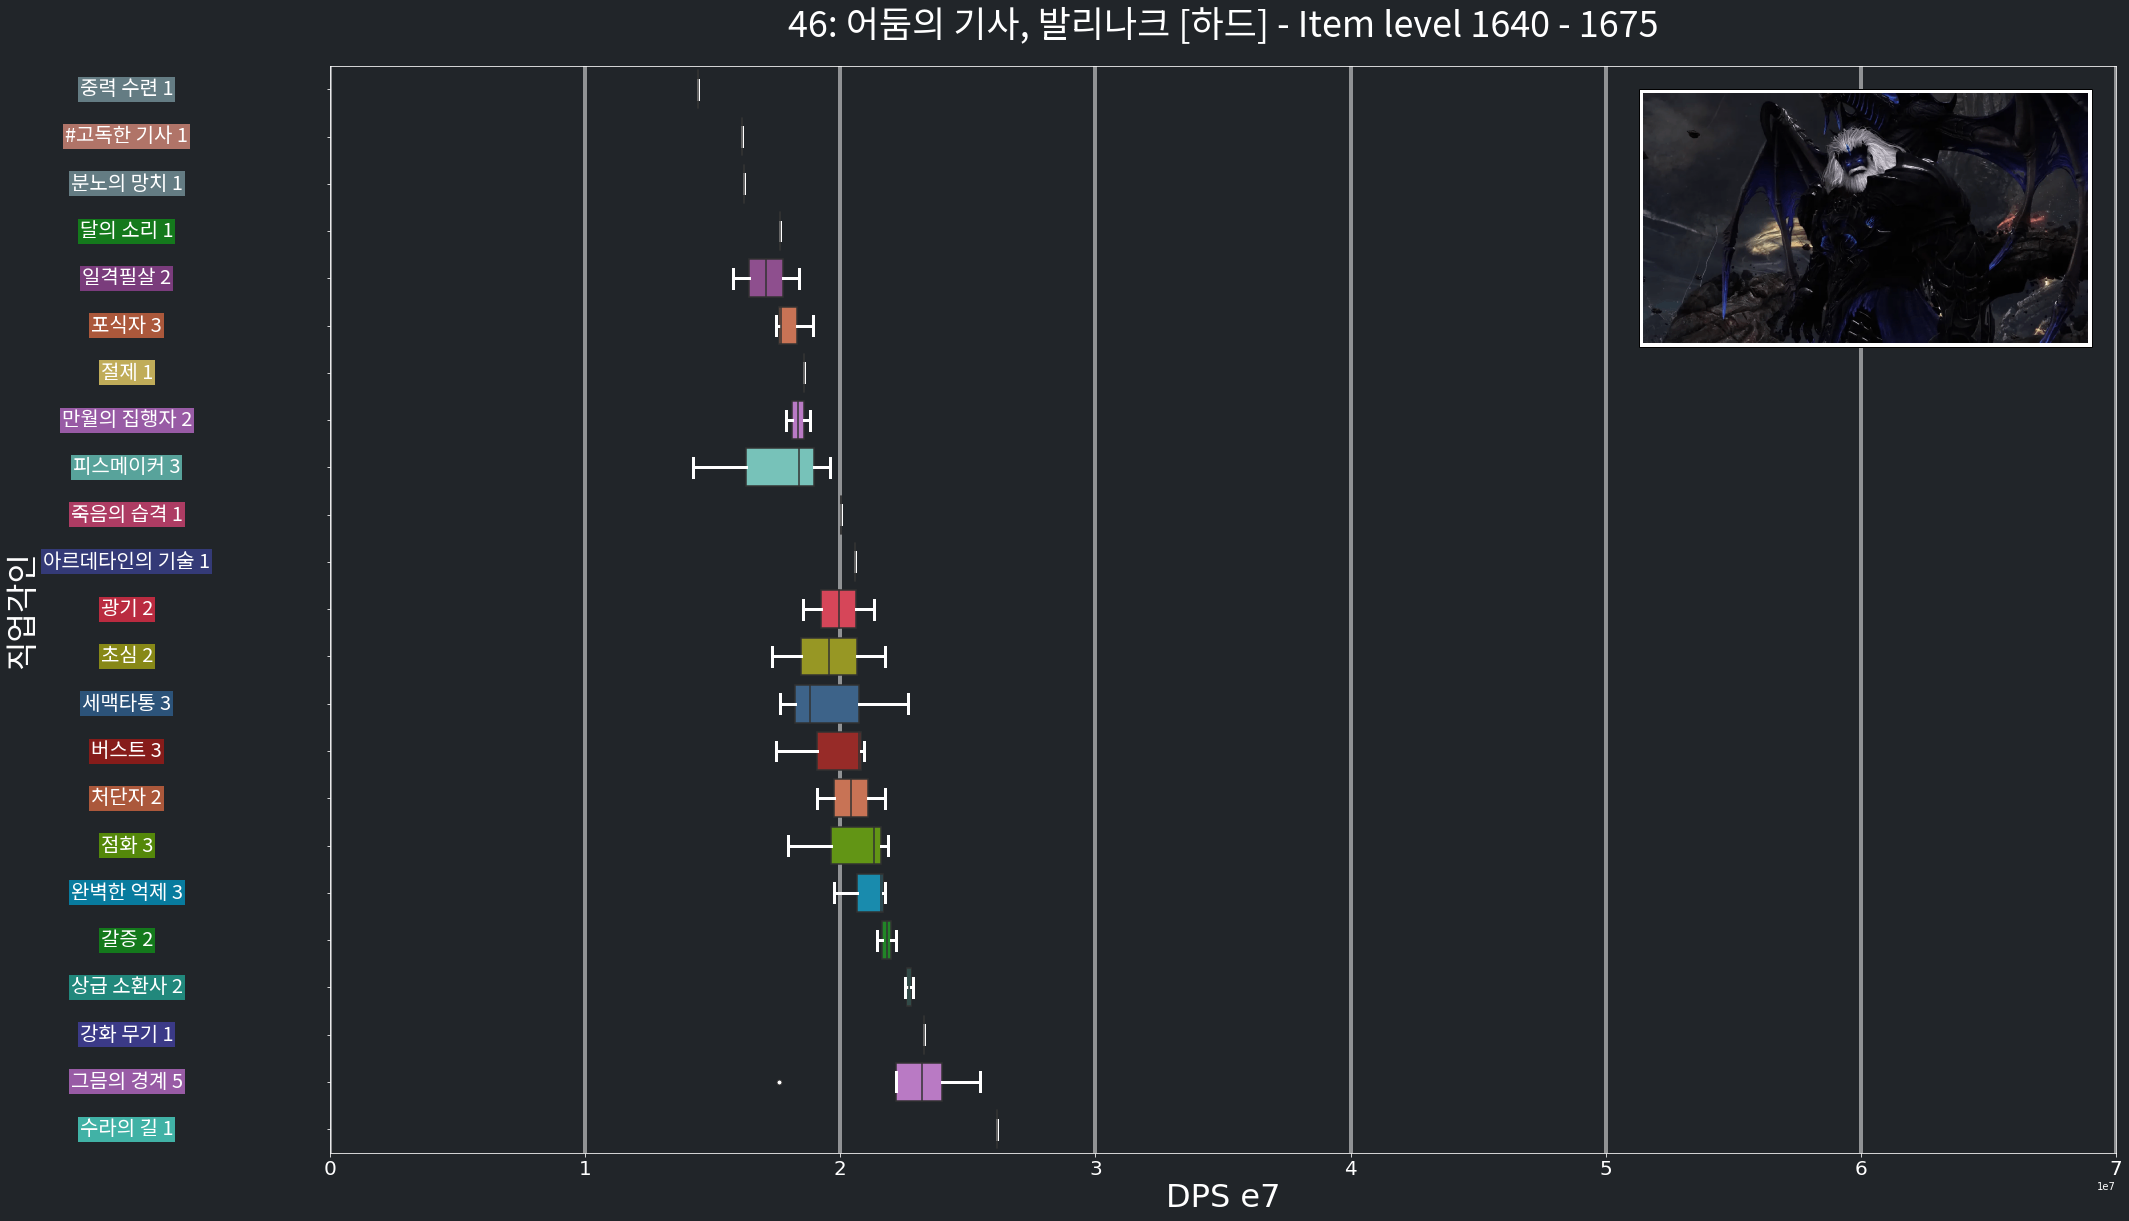 46: 어둠의 기사, 발리나크 [하드] - Item level 1640 - 1675
중력 수련 1
#고독한 기사 1
분노의 망치 1
달의 소리 1
일격필살 2
포식자 3
절제 1
만월의 집행자 2
피스메이커 3
죽음의 습격 1
아르데타인의 기술 1
광기 2
초심 2
세맥타통 3
버스트 3
처단자 2
점화 3
완벽한 억제 3
갈증 2
상급 소환사 2
강화 무기 1
그믐의 경계 5
수라의 길 1
직업각인
0 1 2 3 4 5 6 7
1e7
DPS e7